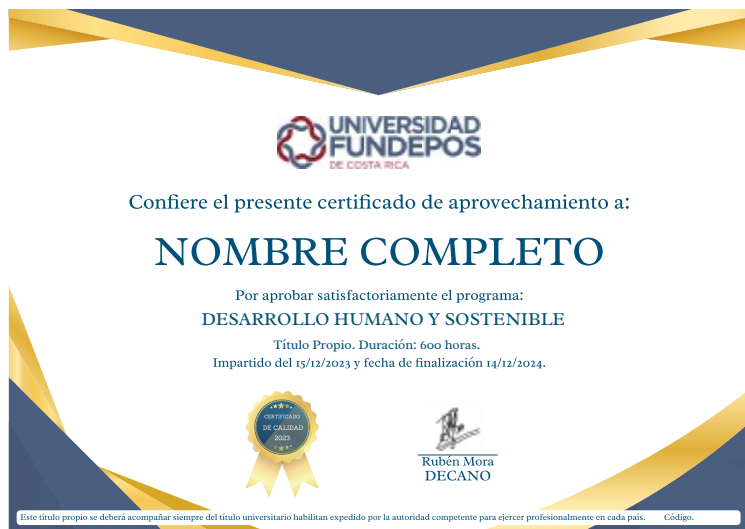 UNIVERSIDAD
FUNDEPOS
DE COSTA RICA
Confiere el presente certificado de aprovechamiento a:
NOMBRE COMPLETO
Por aprobar satisfactoriamente el programa:
DESARROLLO HUMANO Y SOSTENIBLE
Título Propio. Duración: 600 horas.
Impartido del 15/12/2023 y fecha de finalización 14/12/2024.
CERTIFICADO
DE CALIDAD
2023
Rubén Mora
DECANO
Este título propio se deberá acompañar siempre del título universitario habilitan expedido por la autoridad competente para ejercer profesionalmente en cada país. Código.